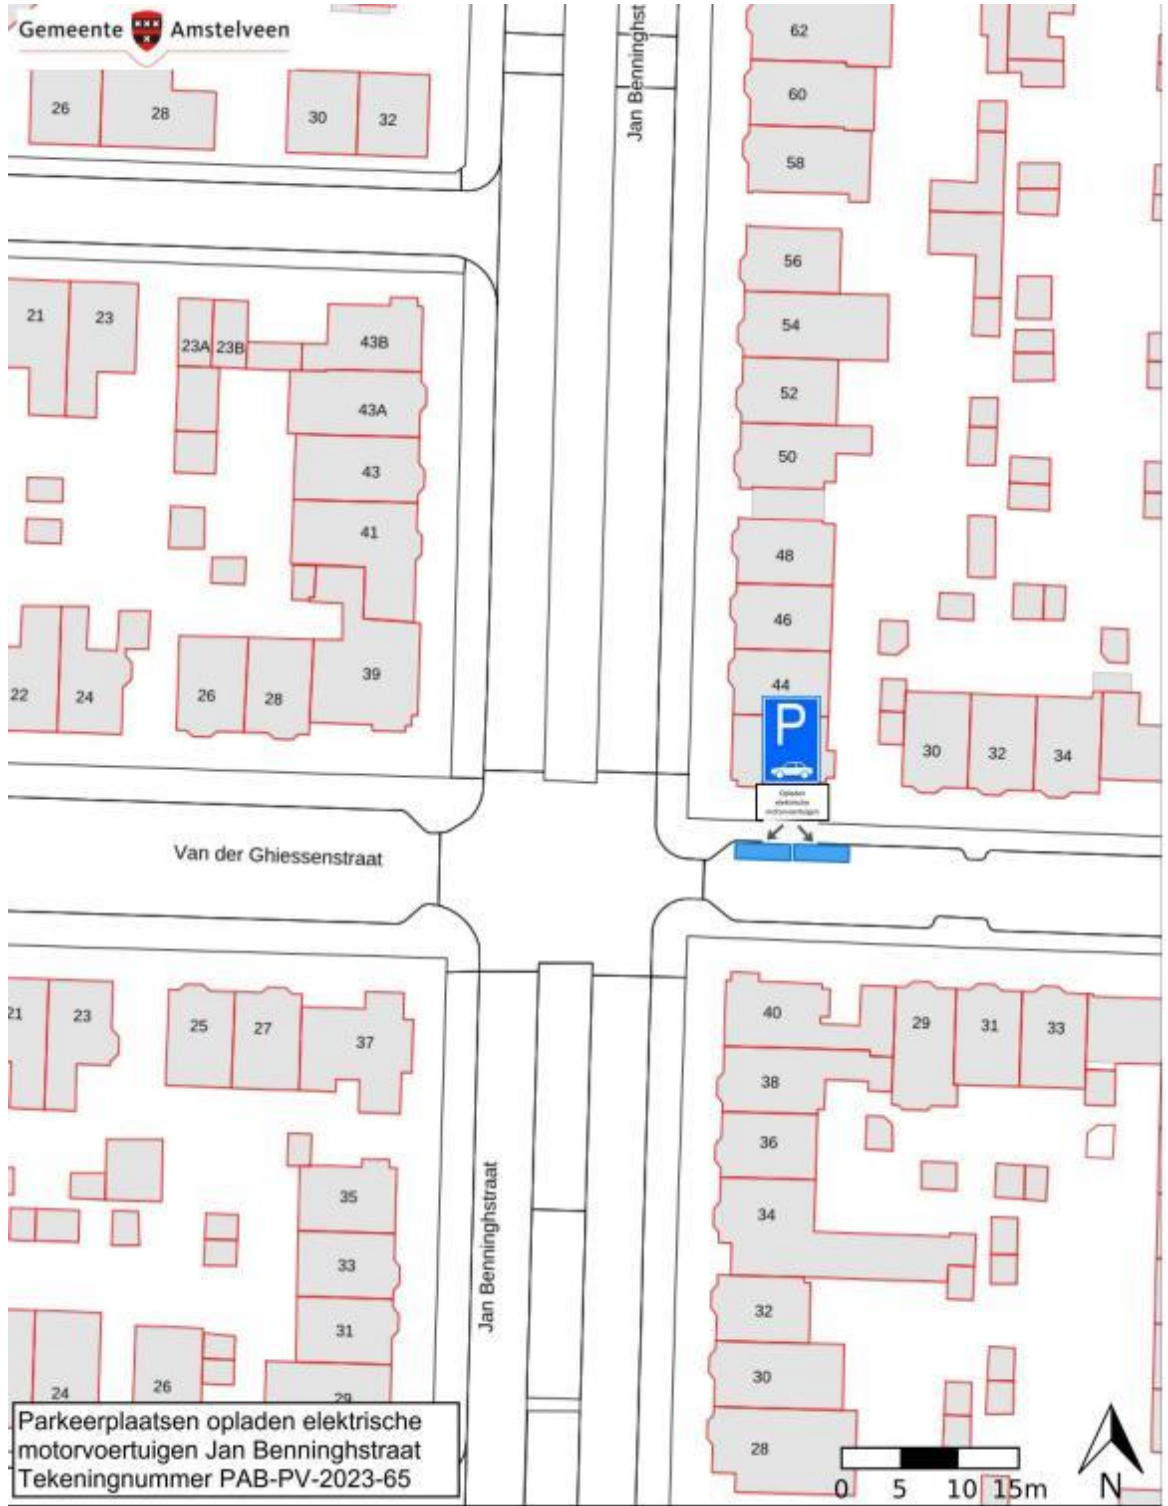 Gemeente Amstelveen
Jan Benninghst
62
60
58
56
54
52
50
48
46
44
26
28
30
32
21
23
23A
23B
43B
43A
43
41
39
22
24
26
28
30
32
34
P
Opladen
elektrische
motorvoertuigen
Van der Ghiessenstraat
21
23
25
27
37
40
29
31
33
38
36
34
32
30
28
35
33
31
29
24
26
Jan Benninghstraat
Parkeerplaatsen opladen elektrische
motorvoertuigen Jan Benninghstraat
Tekeningnummer PAB-PV-2023-65
0 5 10 15m
N